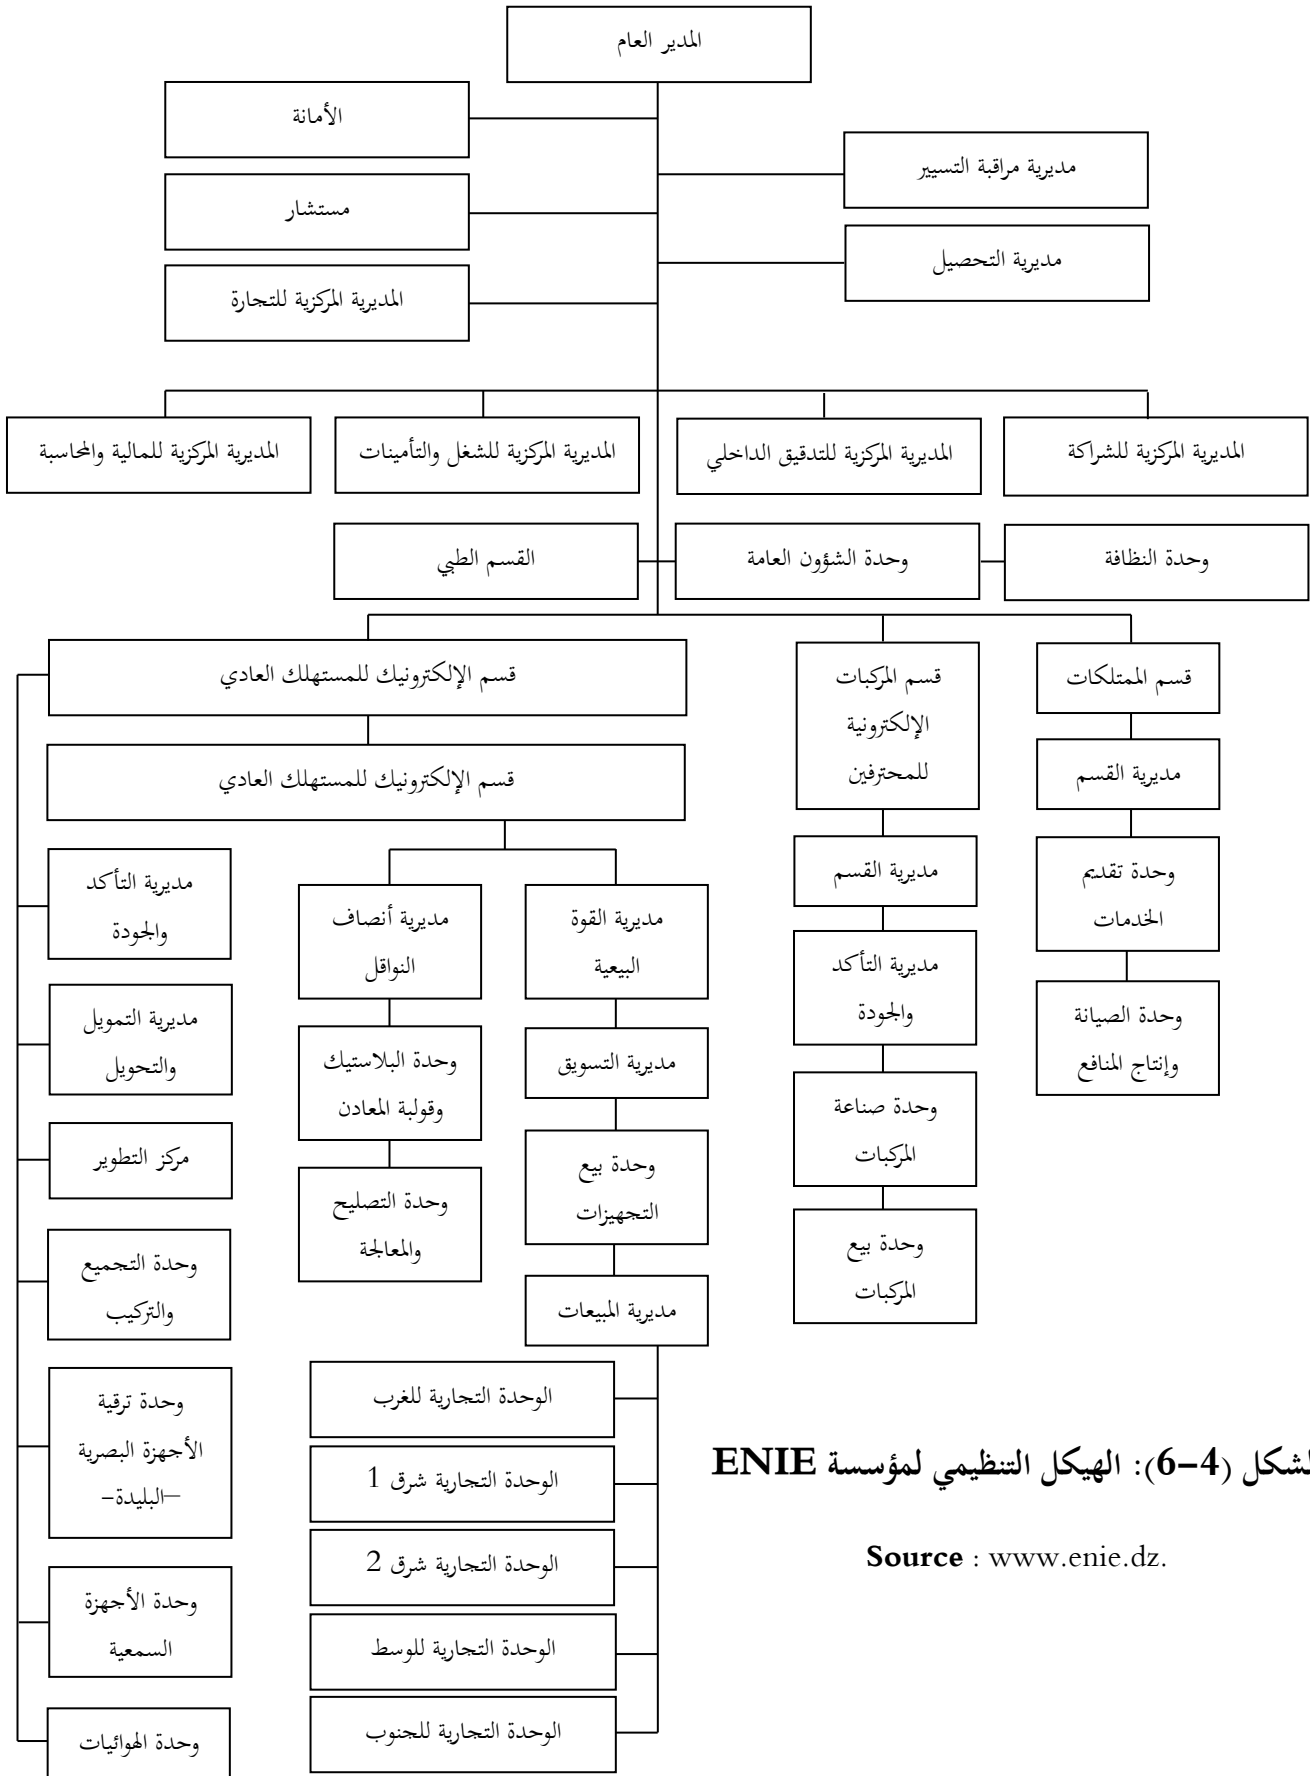 المدير العام
الأمانة
مديرية مراقبة التسيير
مستشار
مديرية التحصيل
المديرية المركزية للتجارة
المديرية المركزية للشراكة
المديرية المركزية للتدقيق الداخلي
المديرية المركزية للشغل والتأمينات
المديرية المركزية للمالية والمحاسبة
وحدة النظافة
وحدة الشؤون العامة
القسم الطبي
قسم الممتلكات
مديرية القسم
وحدة تقديم
الخدمات
وحدة الصيانة
وإنتاج المنافع
قسم المركبات
الإلكترونية
للمحترفين
مديرية القسم
مديرية التأكد
والجودة
وحدة صناعة
المركبات
وحدة بيع
المركبات
قسم الإلكترونيك للمستهلك العادي
قسم الإلكترونيك للمستهلك العادي
مديرية القوة
البيعية
مديرية التسويق
وحدة بيع
التجهيزات
مديرية المبيعات
الوحدة التجارية للغرب
الوحدة التجارية شرق 1
الوحدة التجارية شرق 2
الوحدة التجارية للوسط
الوحدة التجارية للجنوب
مديرية أنصاف
النواقل
وحدة البلاستيك
وقولبة المعادن
وحدة التصليح
والمعالجة
مديرية التأكد
والجودة
مديرية التمويل
والتحويل
مركز التطوير
وحدة التجميع
والتركيب
وحدة ترقية
الأجهزة البصرية
–البليدة-
وحدة الأجهزة
السمعية
وحدة الهوائيات
لشكل (4-6): الهيكل التنظيمي لمؤسسة ENIE
Source : www.enie.dz.